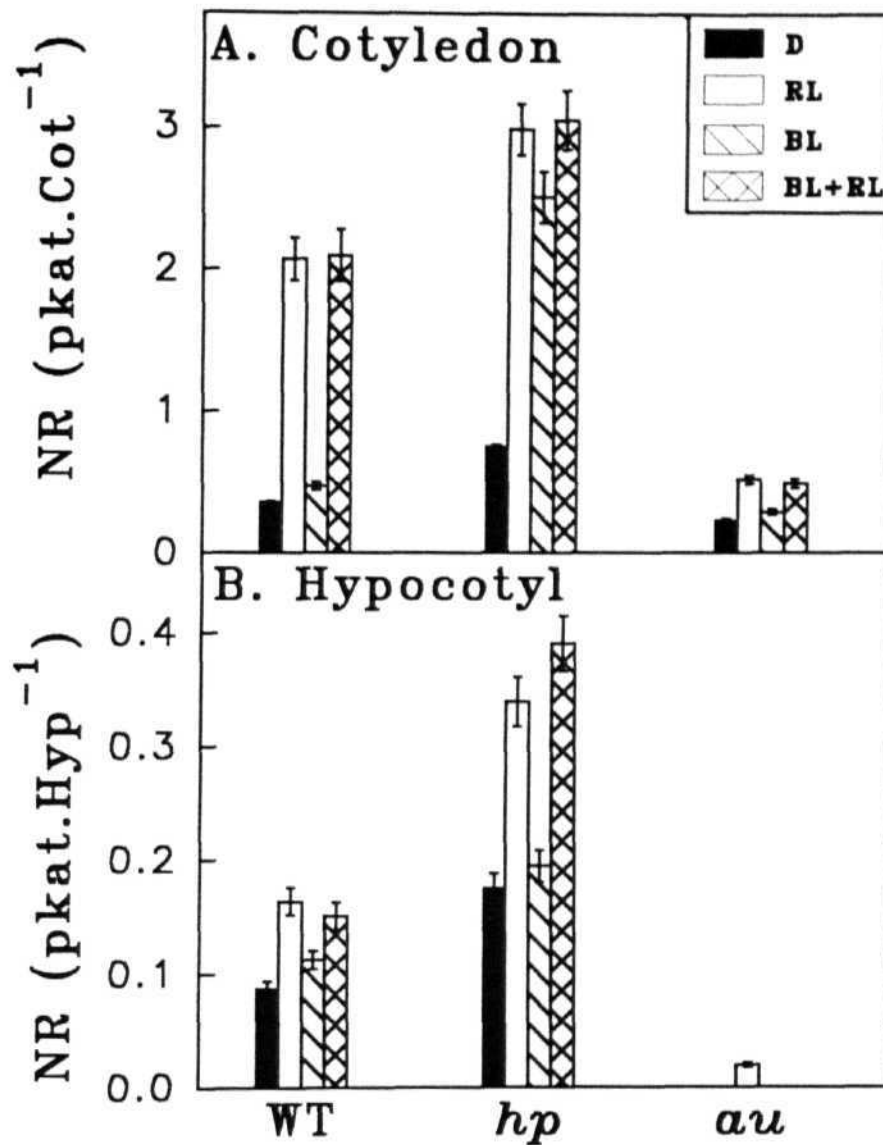 A. Cotyledon
D
RL
BL
BL+RL
NR (pkat.Cot⁻¹)
3
2
1
0
B. Hypocotyl
NR (pkat.Hyp⁻¹)
0.4
0.3
0.2
0.1
0.0
WT hp au